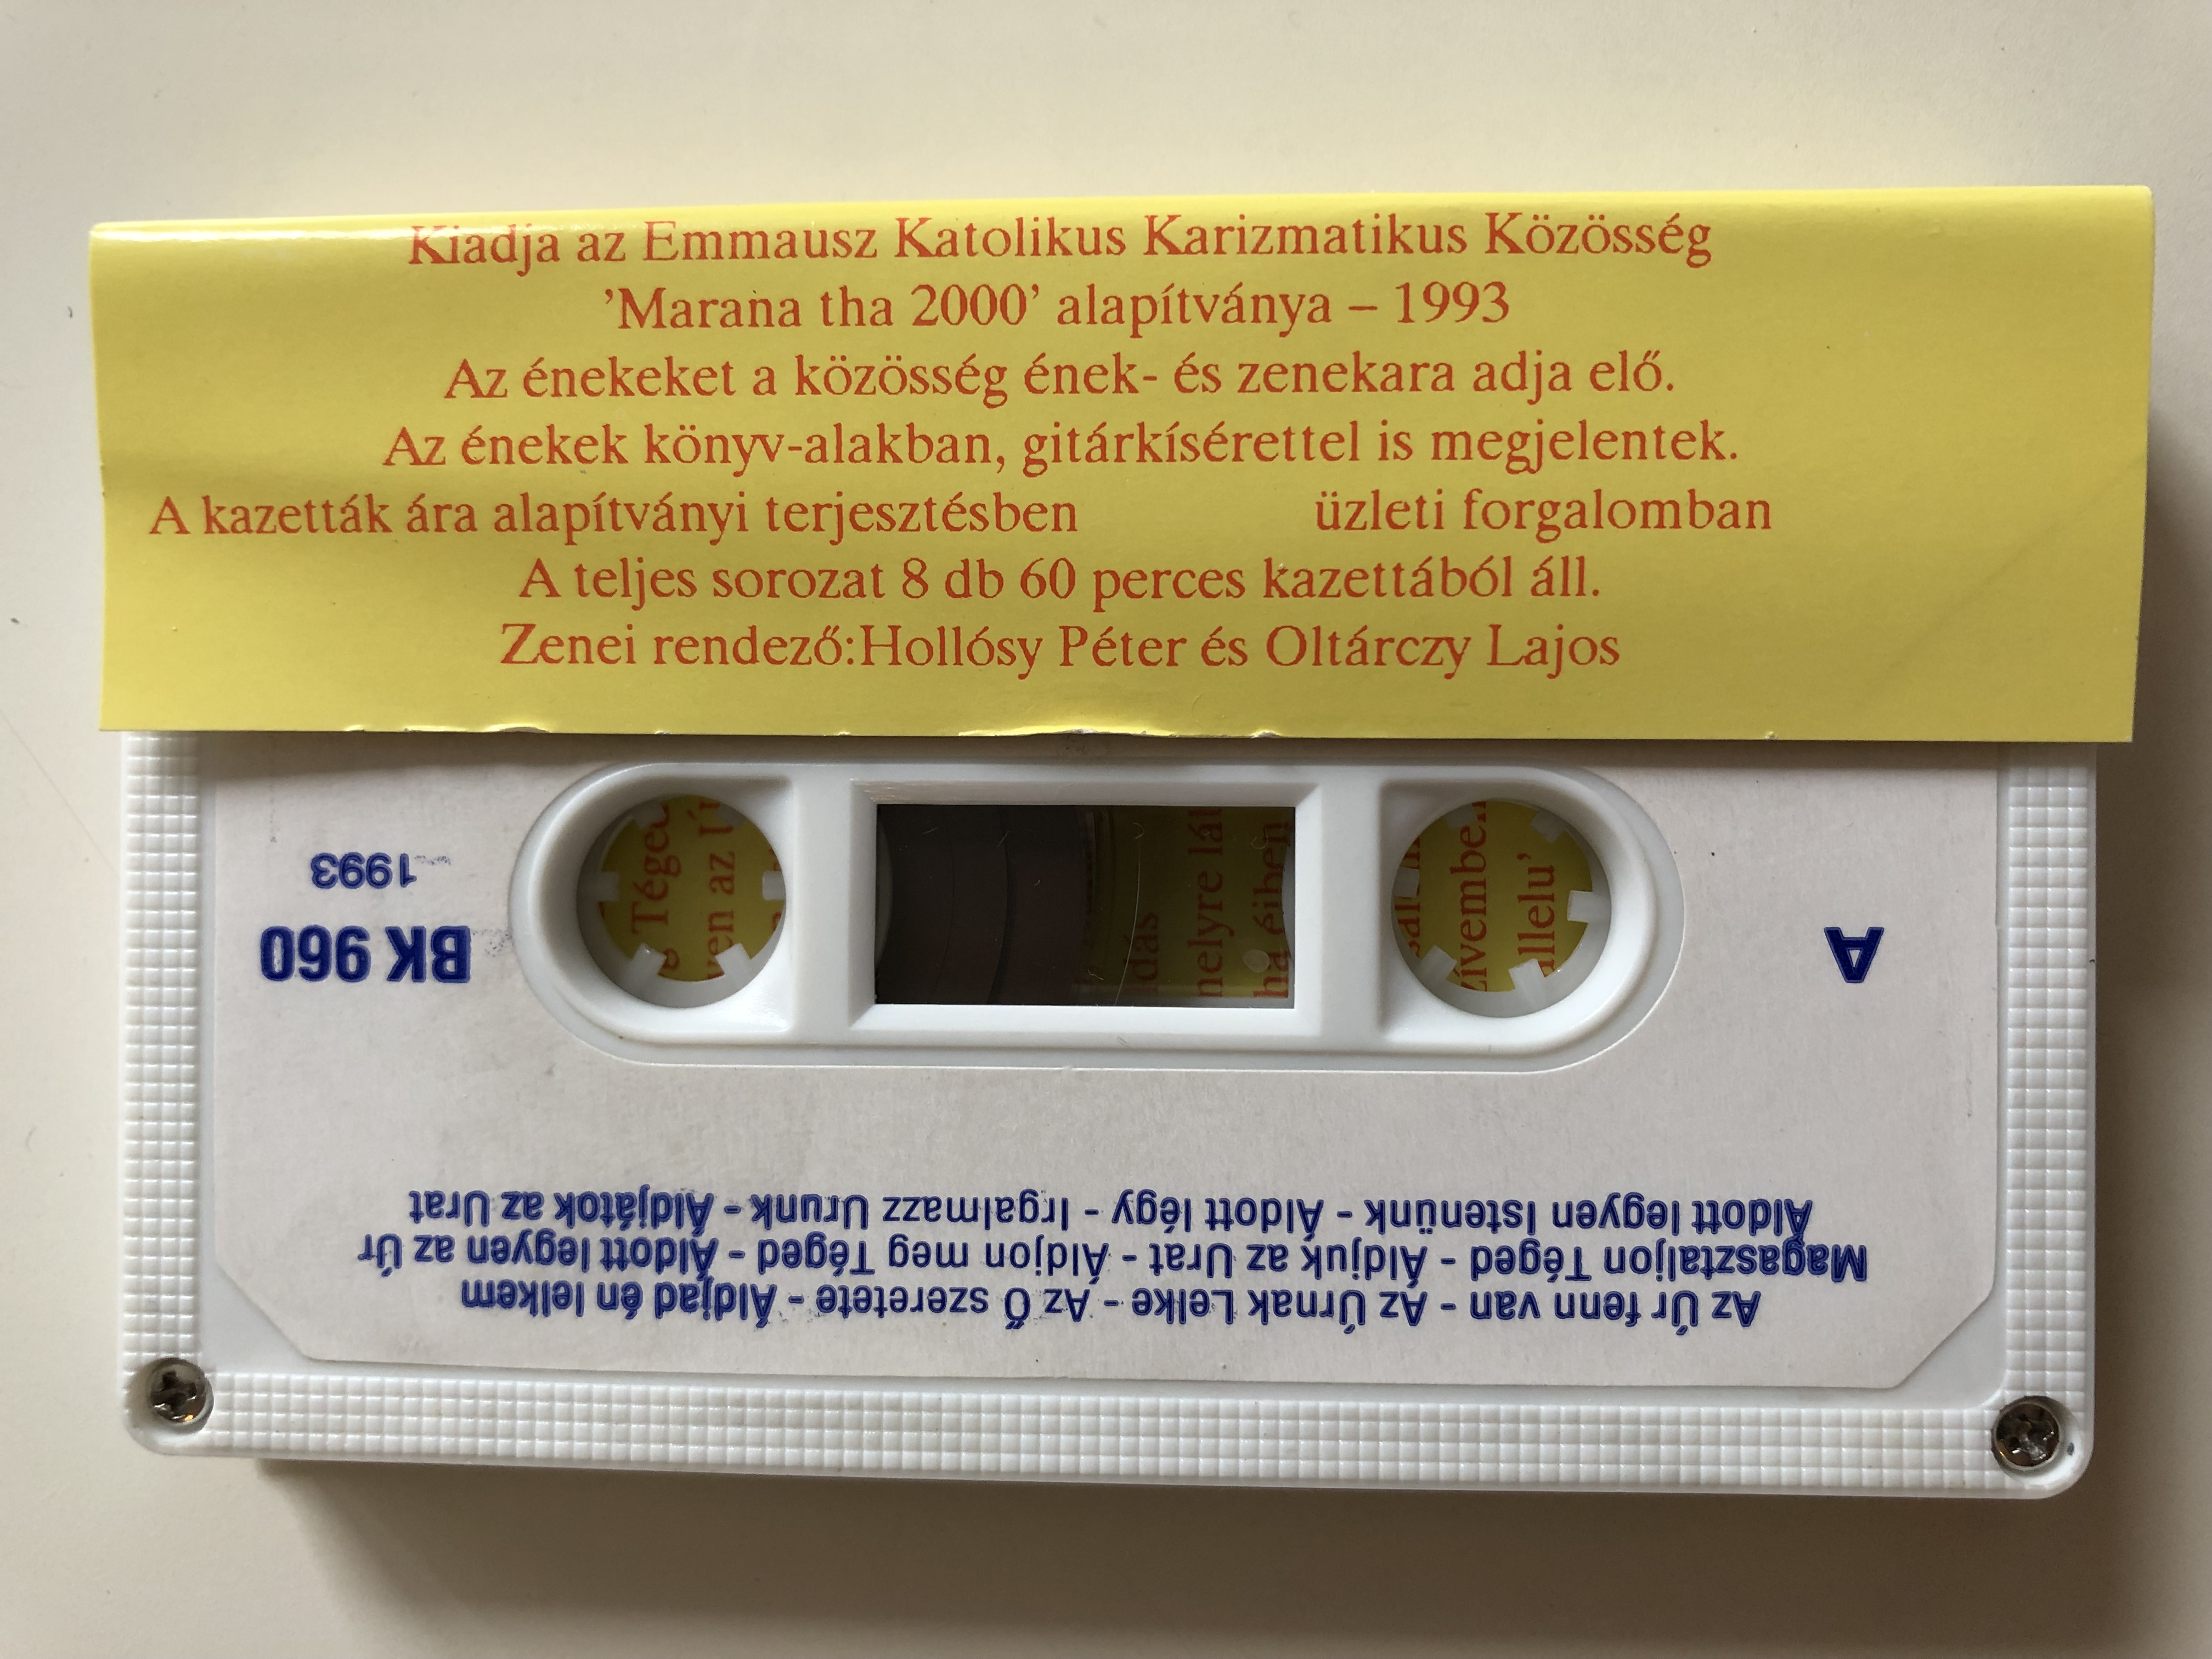 Kiadja az Emmausz Katolikus Karizmatikus Közösség
’Marana tha 2000’ alapítványa – 1993
Az énekeket a közösség ének- és zenekara adja elő.
Az énekek könyv-alakban, gitárkísérettel is megjelentek.
A kazetták ára alapítványi terjesztésben üzleti forgalomban
A teljes sorozat 8 db 60 perces kazettából áll.
Zenei rendező:Hollósy Péter és Oltárczy Lajos
Az Úr fenn van - Az Úrnak Lelke - Az Ő szeretete - Áldjad én lelkem
Magasztaljon Téged - Áldjuk az Urat - Áldjon meg Téged - Áldott legyen az Úr
Áldott legyen Istenünk - Áldott légy - Irgalmazz Urunk - Áldjátok az Urat
A
BK 960
1993